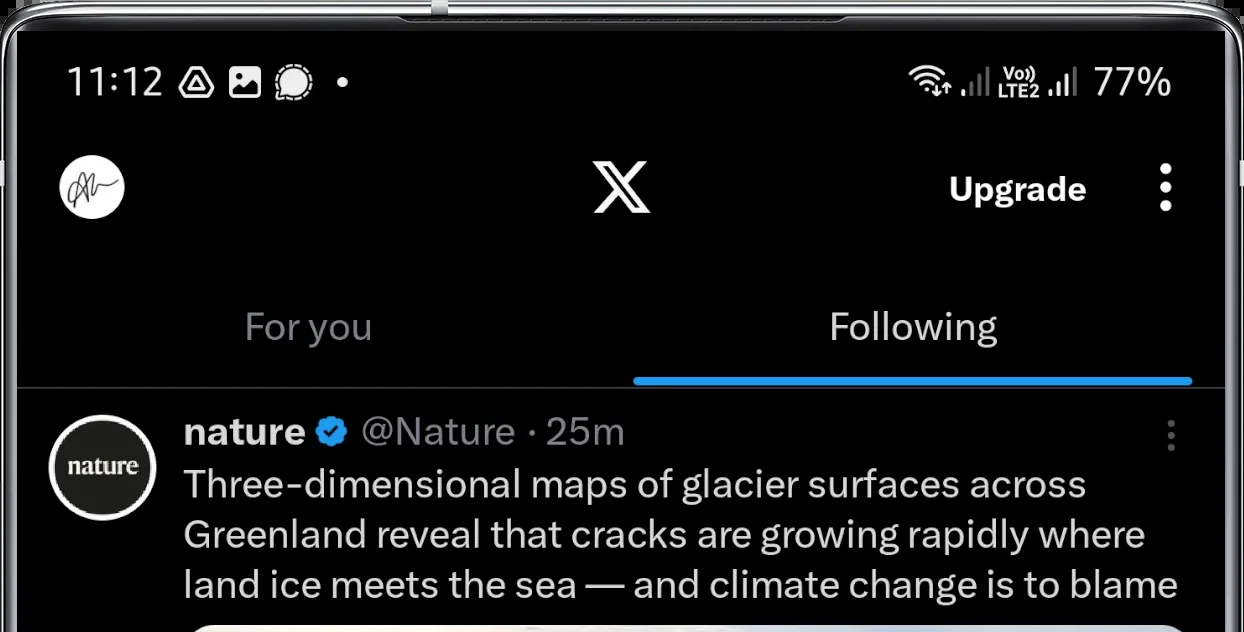 11:12 Vo)) LTE2 77%
X Upgrade
For you Following
nature @Nature · 25m
nature
Three-dimensional maps of glacier surfaces across
Greenland reveal that cracks are growing rapidly where
land ice meets the sea — and climate change is to blame